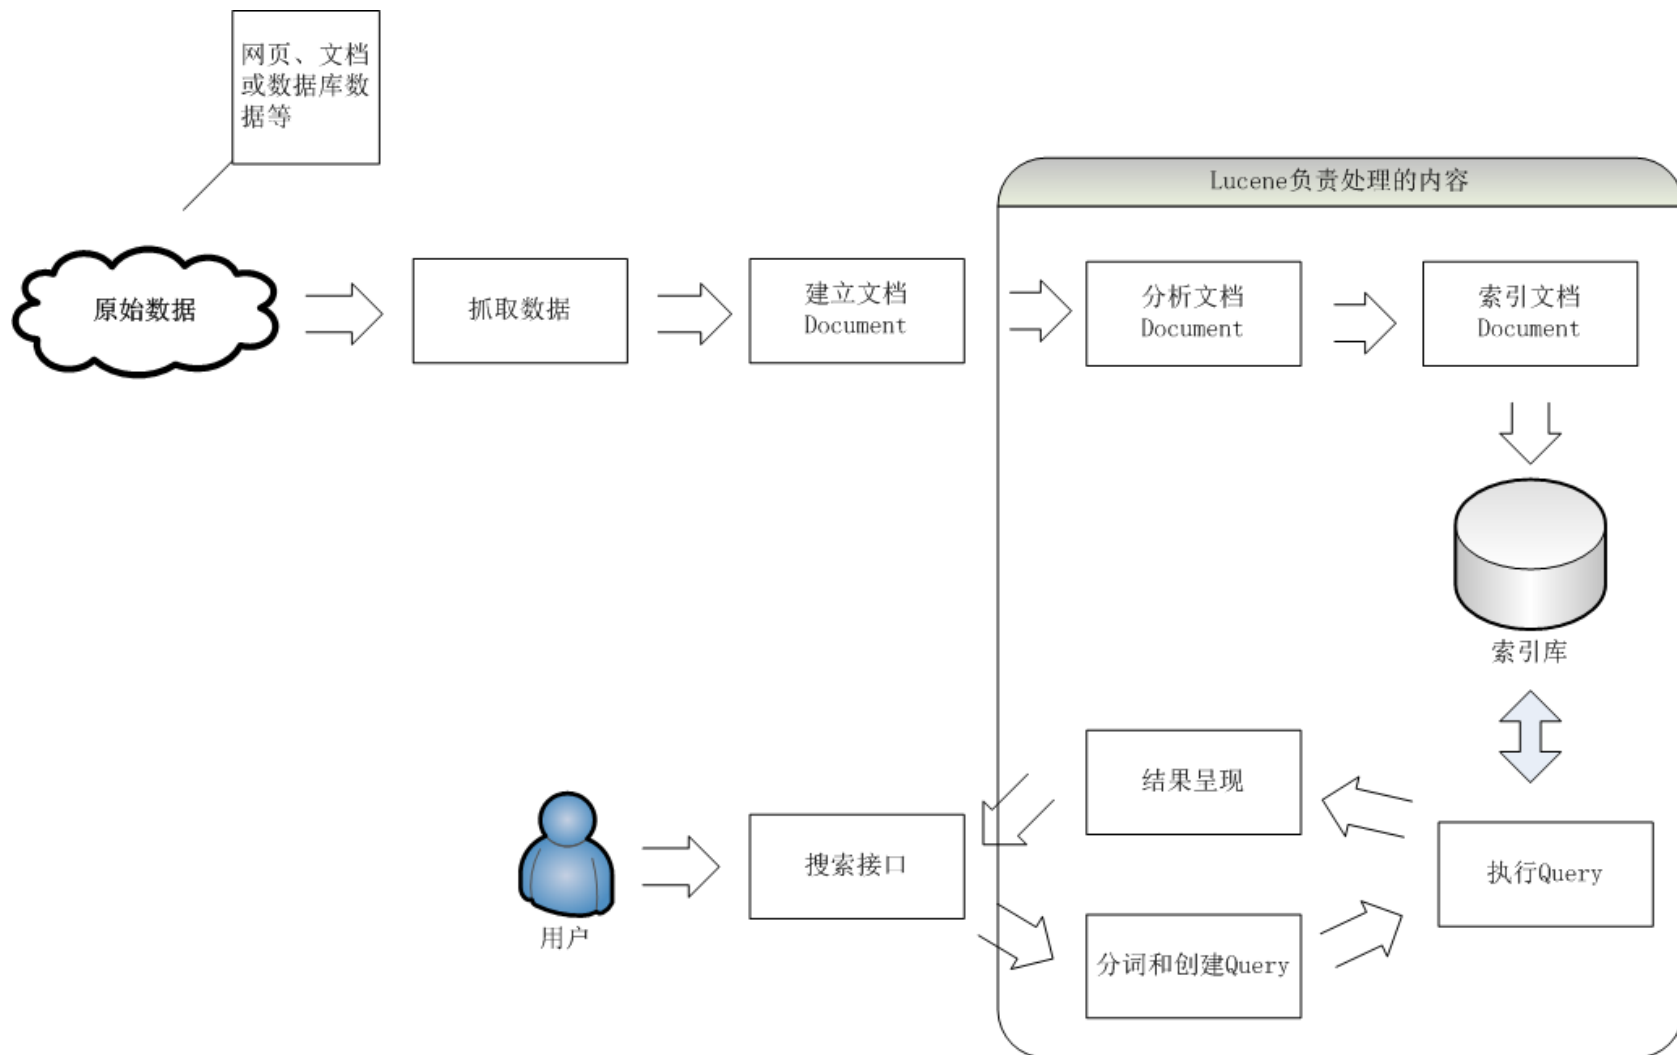 网页、文档
或数据库数
据等
Lucene负责处理的内容
原始数据
抓取数据
建立文档
Document
分析文档
Document
索引文档
Document
索引库
结果呈现
搜索接口
执行Query
用户
分词和创建Query